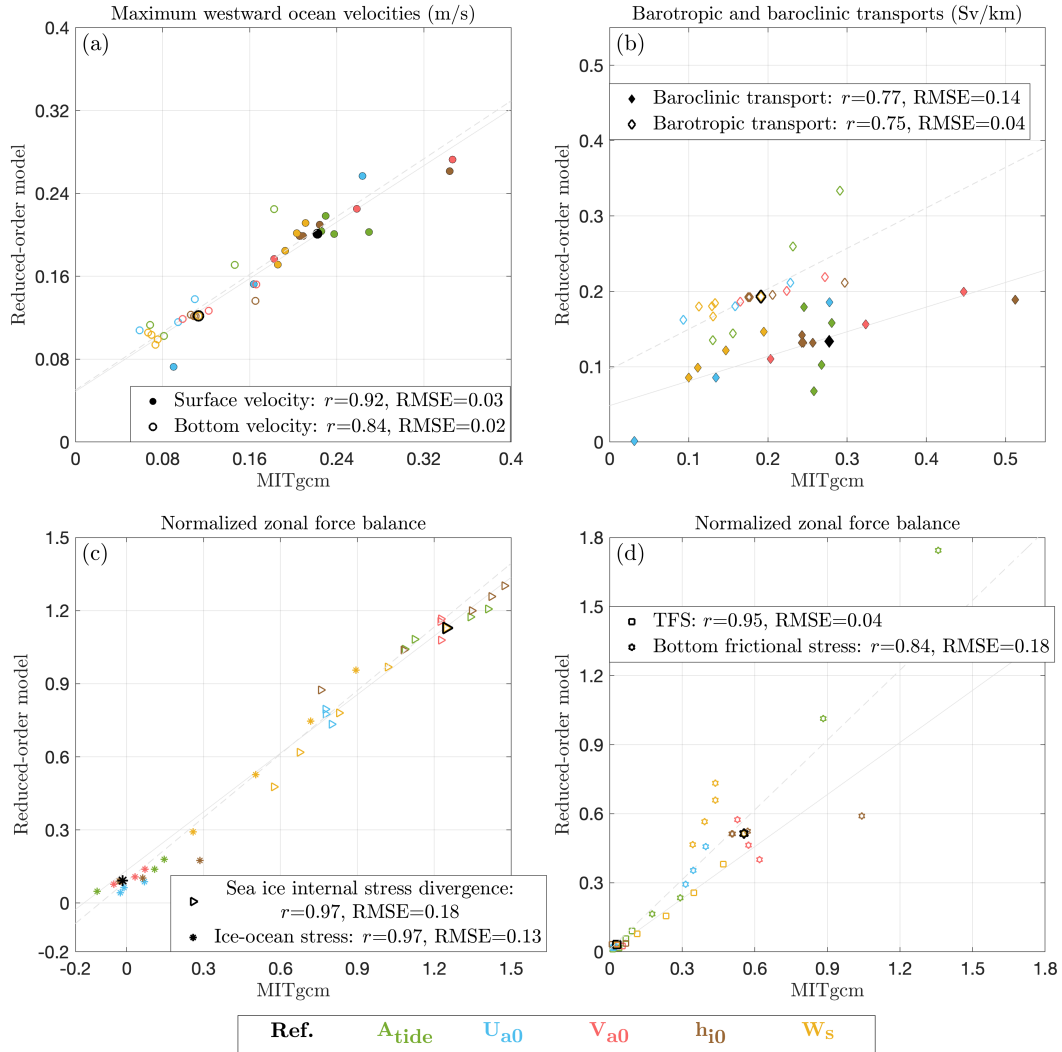 Maximum westward ocean velocities (m/s)
(a)
0.4
0.32
0.24
0.16
0.08
0
Reduced-order model
Surface velocity: r=0.92, RMSE=0.03
Bottom velocity: r=0.84, RMSE=0.02
0 0.08 0.16 0.24 0.32 0.4
MITgcm
Barotropic and baroclinic transports (Sv/km)
(b)
0.5
0.4
0.3
0.2
0.1
0
Reduced-order model
Baroclinic transport: r=0.77, RMSE=0.14
Barotropic transport: r=0.75, RMSE=0.04
0 0.1 0.2 0.3 0.4 0.5
MITgcm
Normalized zonal force balance
(c)
1.5
1.2
0.9
0.6
0.3
0
-0.2
Reduced-order model
Sea ice internal stress divergence:
r=0.97, RMSE=0.18
Ice-ocean stress: r=0.97, RMSE=0.13
-0.2 0 0.3 0.6 0.9 1.2 1.5
MITgcm
Normalized zonal force balance
(d)
1.8
1.5
1.2
0.9
0.6
0.3
0
Reduced-order model
TFS: r=0.95, RMSE=0.04
Bottom frictional stress: r=0.84, RMSE=0.18
0 0.3 0.6 0.9 1.2 1.5 1.8
MITgcm
Ref. A_tide U_a0 V_a0 h_i0 W_s